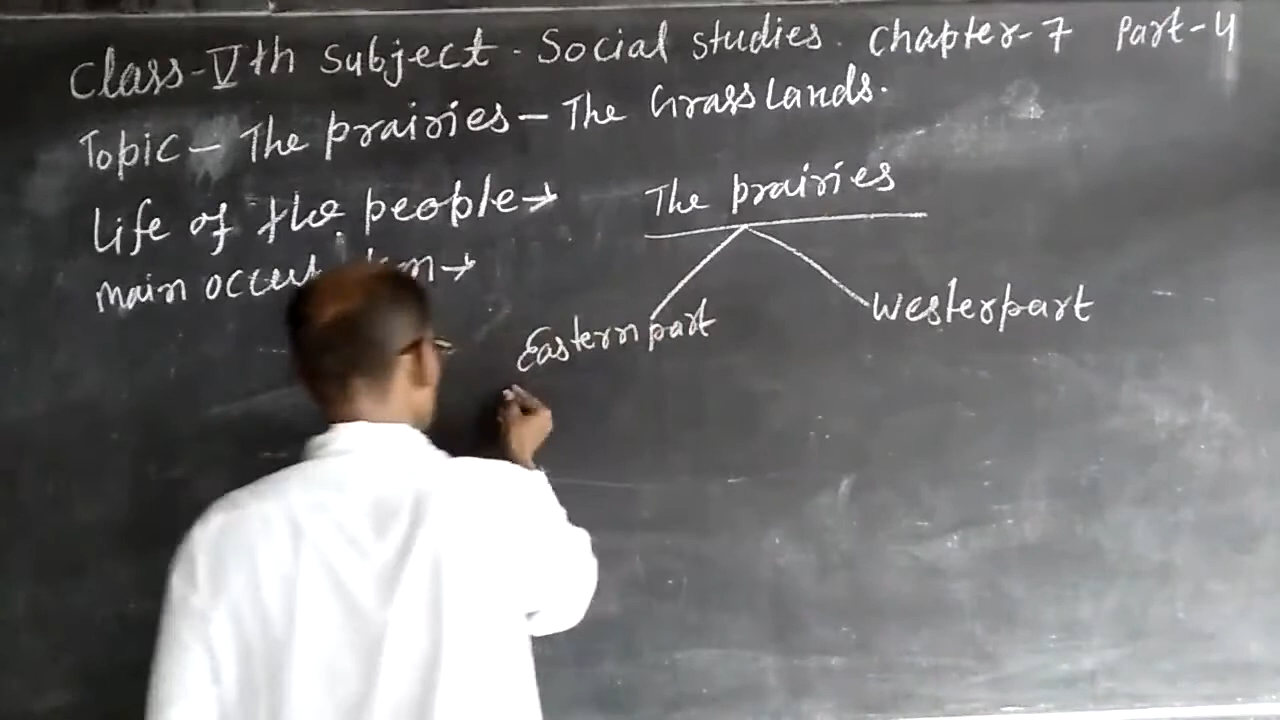 Class-Vth Subject - Social studies. Chapter-7 Part-4
Topic - The prairies - The Grass Lands.
Life of the people →
The prairies
main →
Eastern part
Westerpart